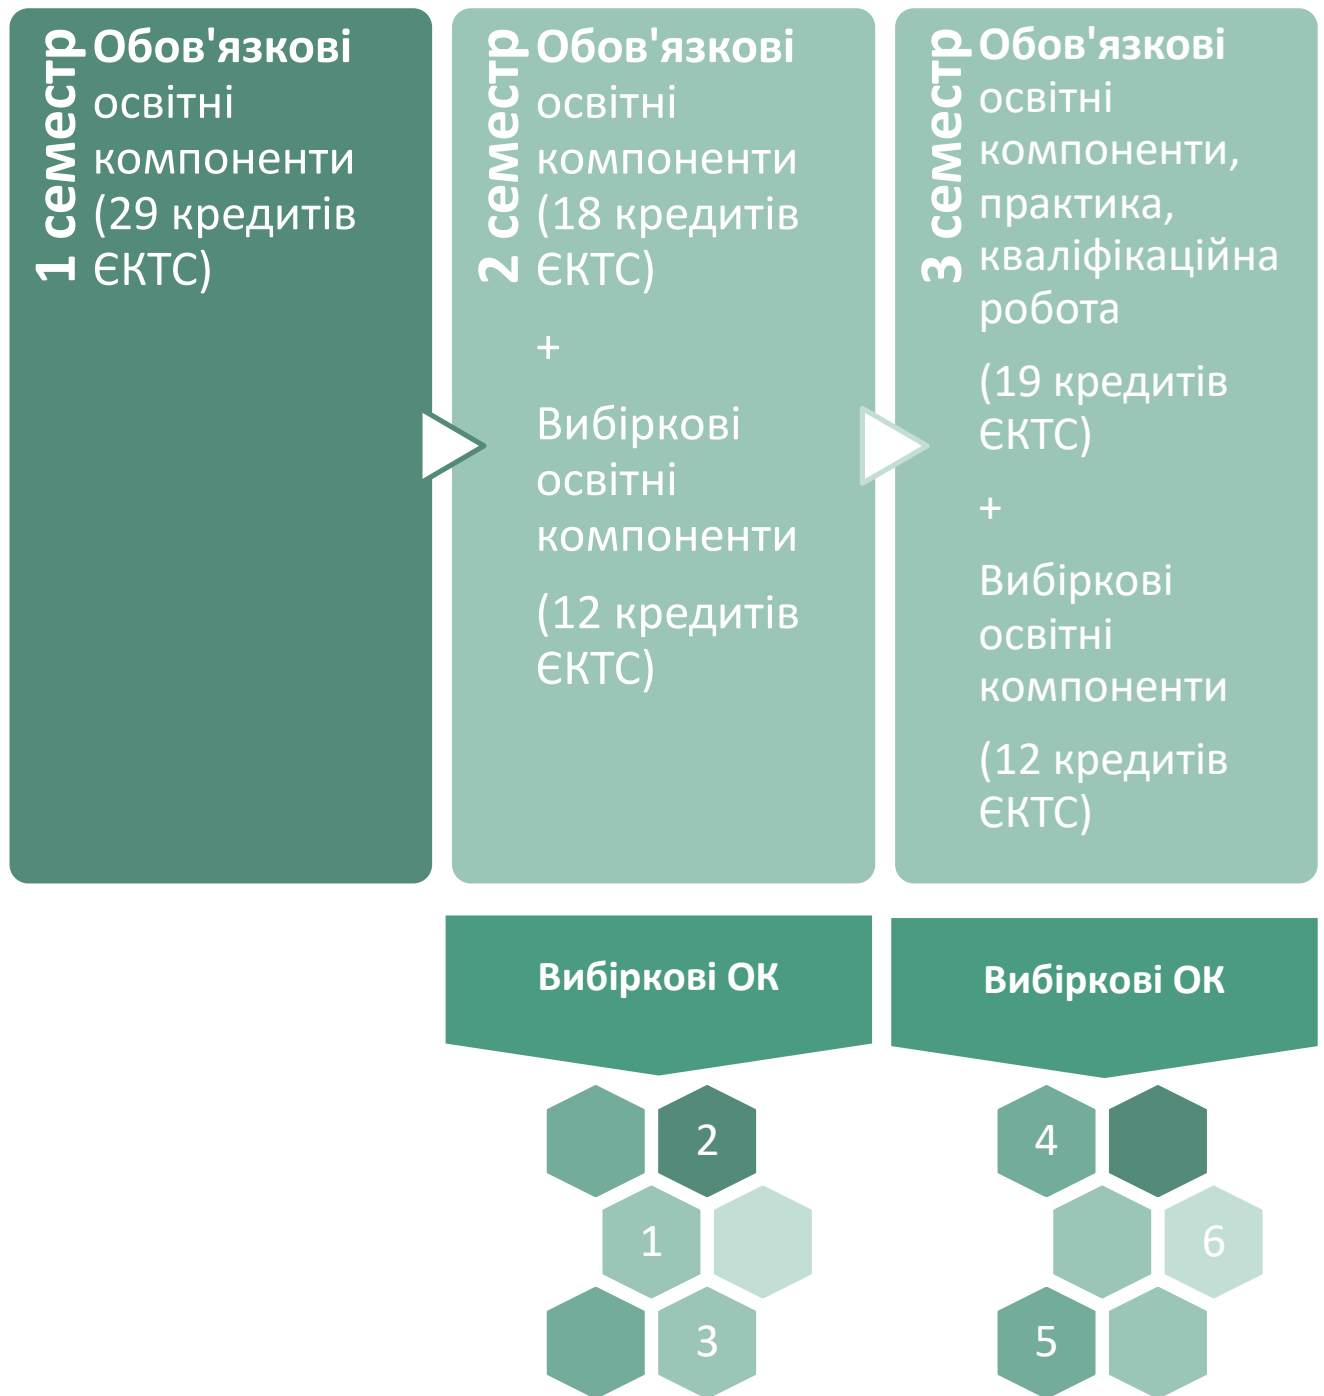 1 семестр
Обов'язкові
освітні
компоненти
(29 кредитів
ЄКТС)
2 семестр
Обов'язкові
освітні
компоненти
(18 кредитів
ЄКТС)
+
Вибіркові
освітні
компоненти
(12 кредитів
ЄКТС)
3 семестр
Обов'язкові
освітні
компоненти,
практика,
кваліфікаційна
робота
(19 кредитів
ЄКТС)
+
Вибіркові
освітні
компоненти
(12 кредитів
ЄКТС)
Вибіркові ОК
2
1
3
Вибіркові ОК
4
6
5